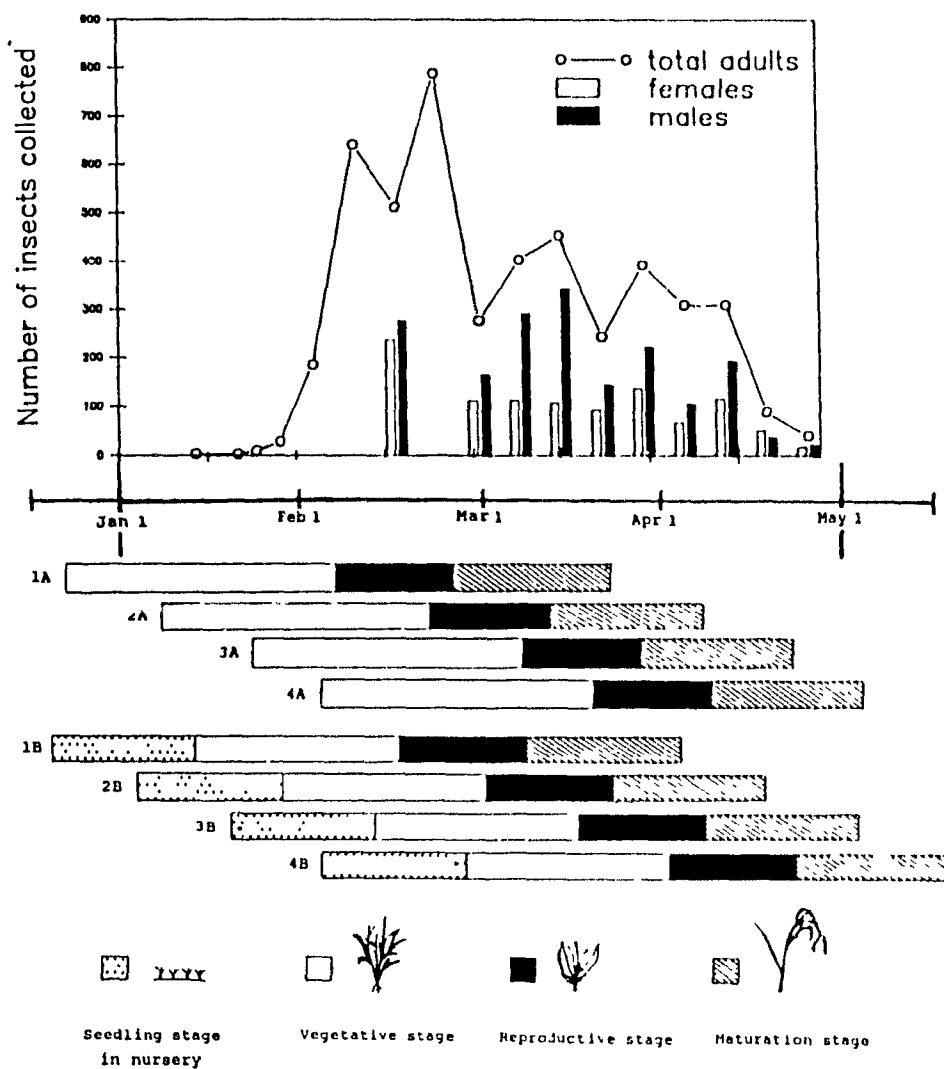 Number of insects collected
900
800
700
600
500
400
300
200
100
0
total adults
females
males
Jan 1
Feb 1
Mar 1
Apr 1
May 1
1A
2A
3A
4A
1B
2B
3B
4B
Seedling stage
in nursery
Vegetative stage
Reproductive stage
Maturation stage